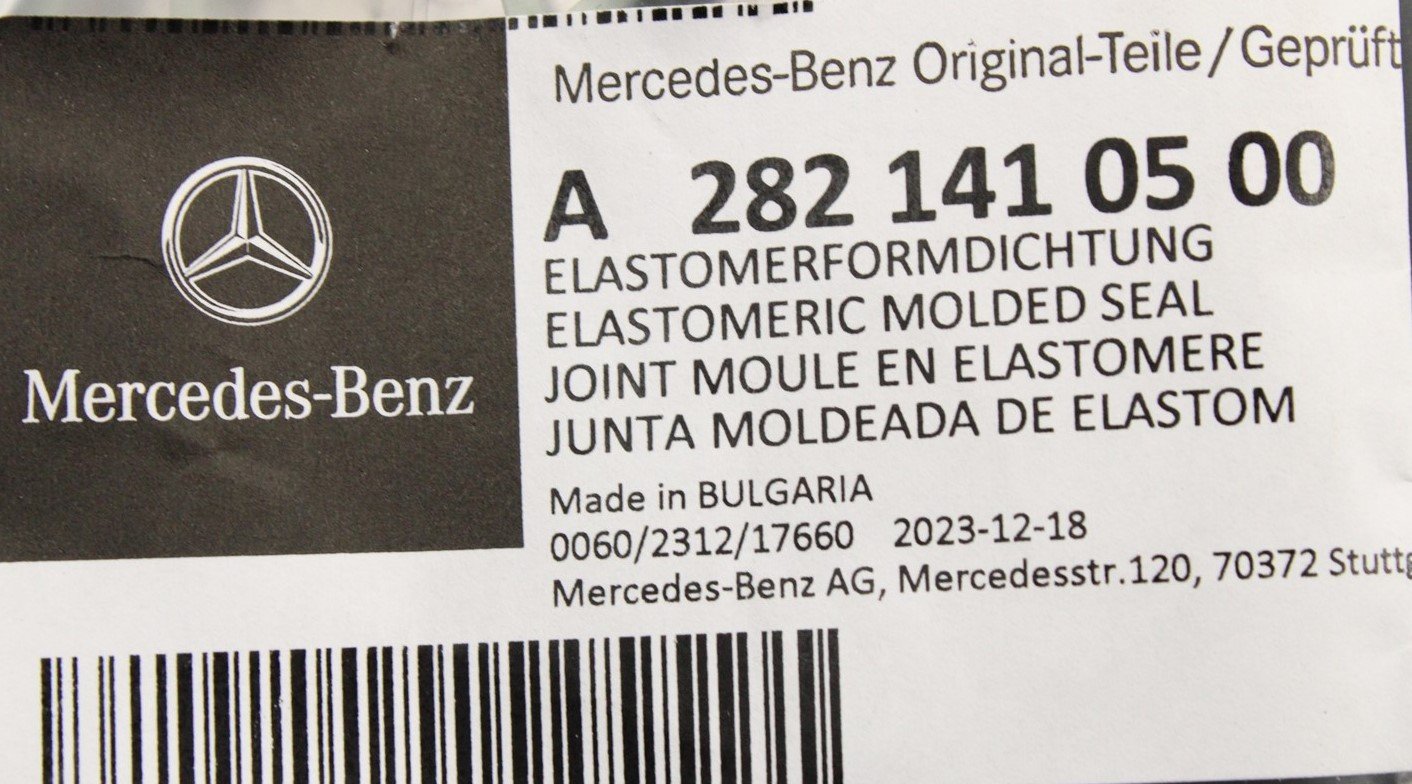 Mercedes-Benz Original-Teile / Geprüft
A 282 141 05 00
ELASTOMERFORMDICHTUNG
ELASTOMERIC MOLDED SEAL
JOINT MOULE EN ELASTOMERE
JUNTA MOLDEADA DE ELASTOM
Mercedes-Benz
Made in BULGARIA
0060/2312/17660 2023-12-18
Mercedes-Benz AG, Mercedesstr.120, 70372